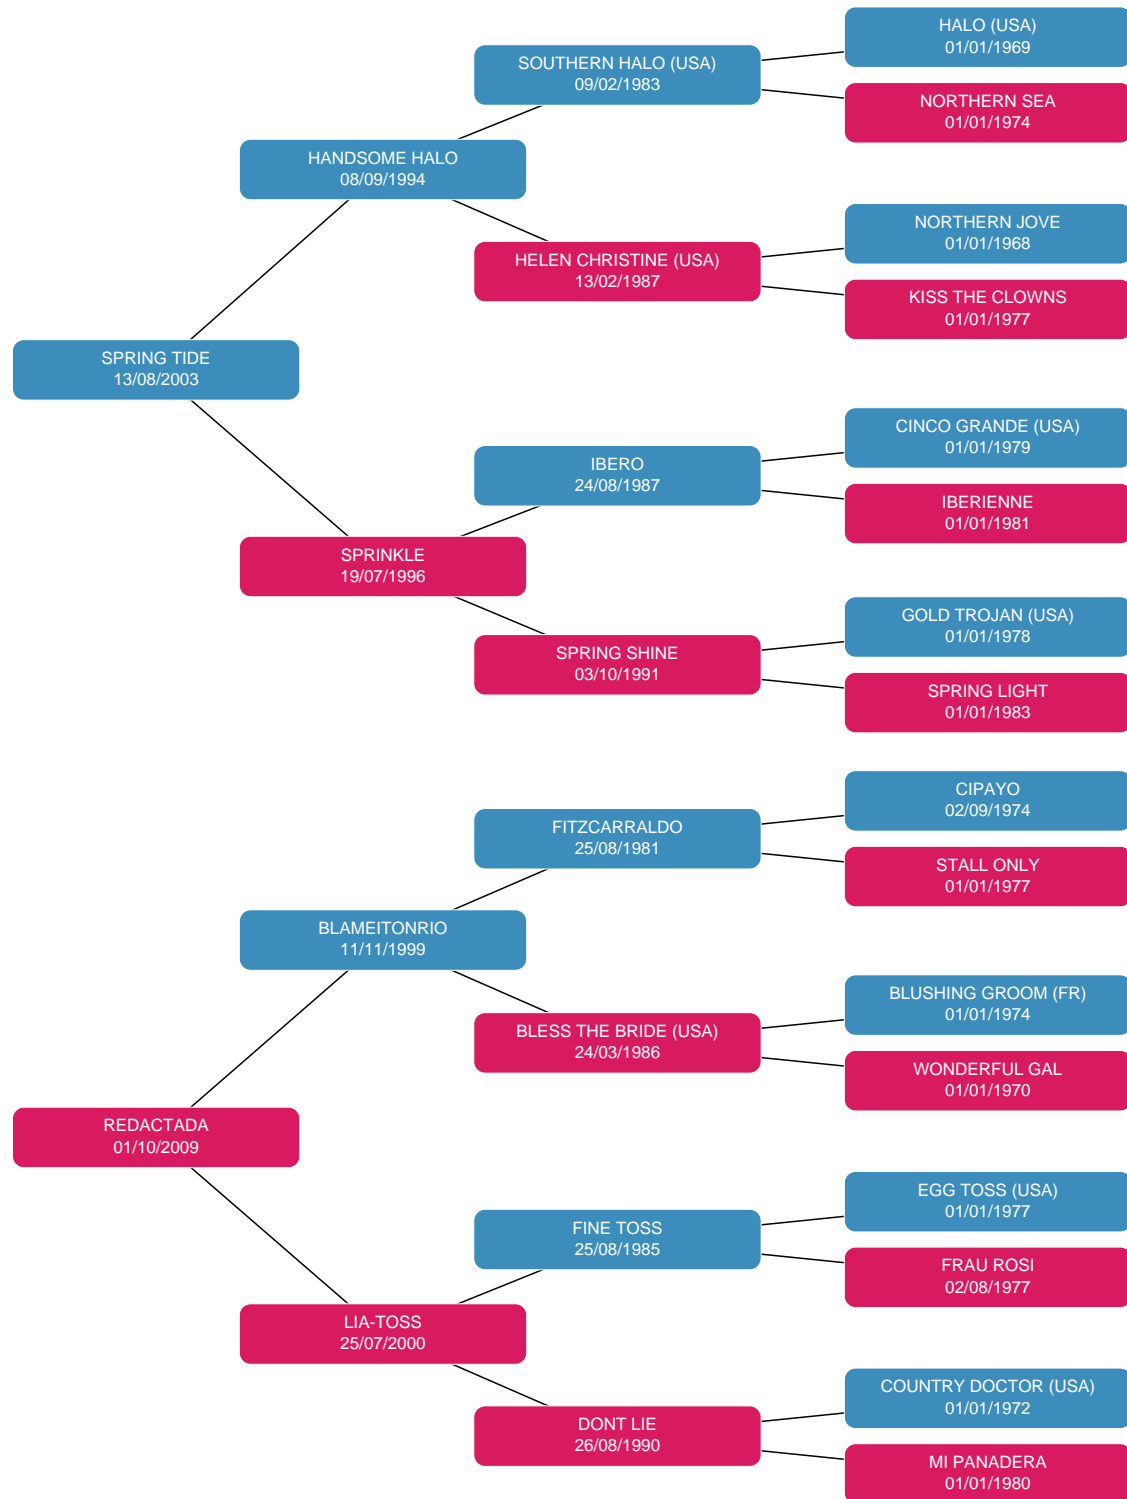 HALO (USA)
01/01/1969
SOUTHERN HALO (USA)
09/02/1983
NORTHERN SEA
01/01/1974
HANDSOME HALO
08/09/1994
NORTHERN JOVE
01/01/1968
HELEN CHRISTINE (USA)
13/02/1987
KISS THE CLOWNS
01/01/1977
SPRING TIDE
13/08/2003
CINCO GRANDE (USA)
01/01/1979
IBERO
24/08/1987
IBERIENNE
01/01/1981
SPRINKLE
19/07/1996
GOLD TROJAN (USA)
01/01/1978
SPRING SHINE
03/10/1991
SPRING LIGHT
01/01/1983
CIPAYO
02/09/1974
FITZCARRALDO
25/08/1981
STALL ONLY
01/01/1977
BLAMEITONRIO
11/11/1999
BLUSHING GROOM (FR)
01/01/1974
BLESS THE BRIDE (USA)
24/03/1986
WONDERFUL GAL
01/01/1970
REDACTADA
01/10/2009
EGG TOSS (USA)
01/01/1977
FINE TOSS
25/08/1985
FRAU ROSI
02/08/1977
LIA-TOSS
25/07/2000
COUNTRY DOCTOR (USA)
01/01/1972
DONT LIE
26/08/1990
MI PANADERA
01/01/1980